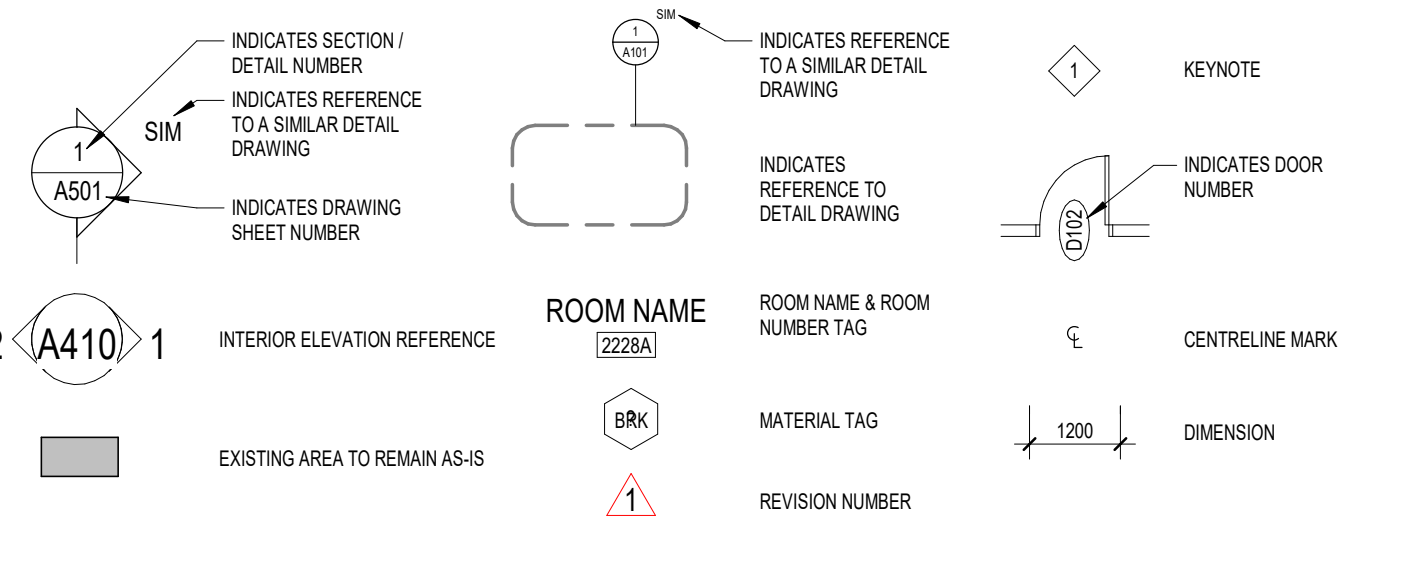 INDICATES SECTION /
DETAIL NUMBER
SIM
INDICATES REFERENCE
TO A SIMILAR DETAIL
DRAWING
1
A501
INDICATES DRAWING
SHEET NUMBER
2 A410 1
INTERIOR ELEVATION REFERENCE
EXISTING AREA TO REMAIN AS-IS
SIM
1
A101
INDICATES REFERENCE
TO A SIMILAR DETAIL
DRAWING
INDICATES
REFERENCE TO
DETAIL DRAWING
ROOM NAME
2228A
ROOM NAME & ROOM
NUMBER TAG
BRK
MATERIAL TAG
1
REVISION NUMBER
1
KEYNOTE
D102
INDICATES DOOR
NUMBER
CL
CENTRELINE MARK
1200
DIMENSION